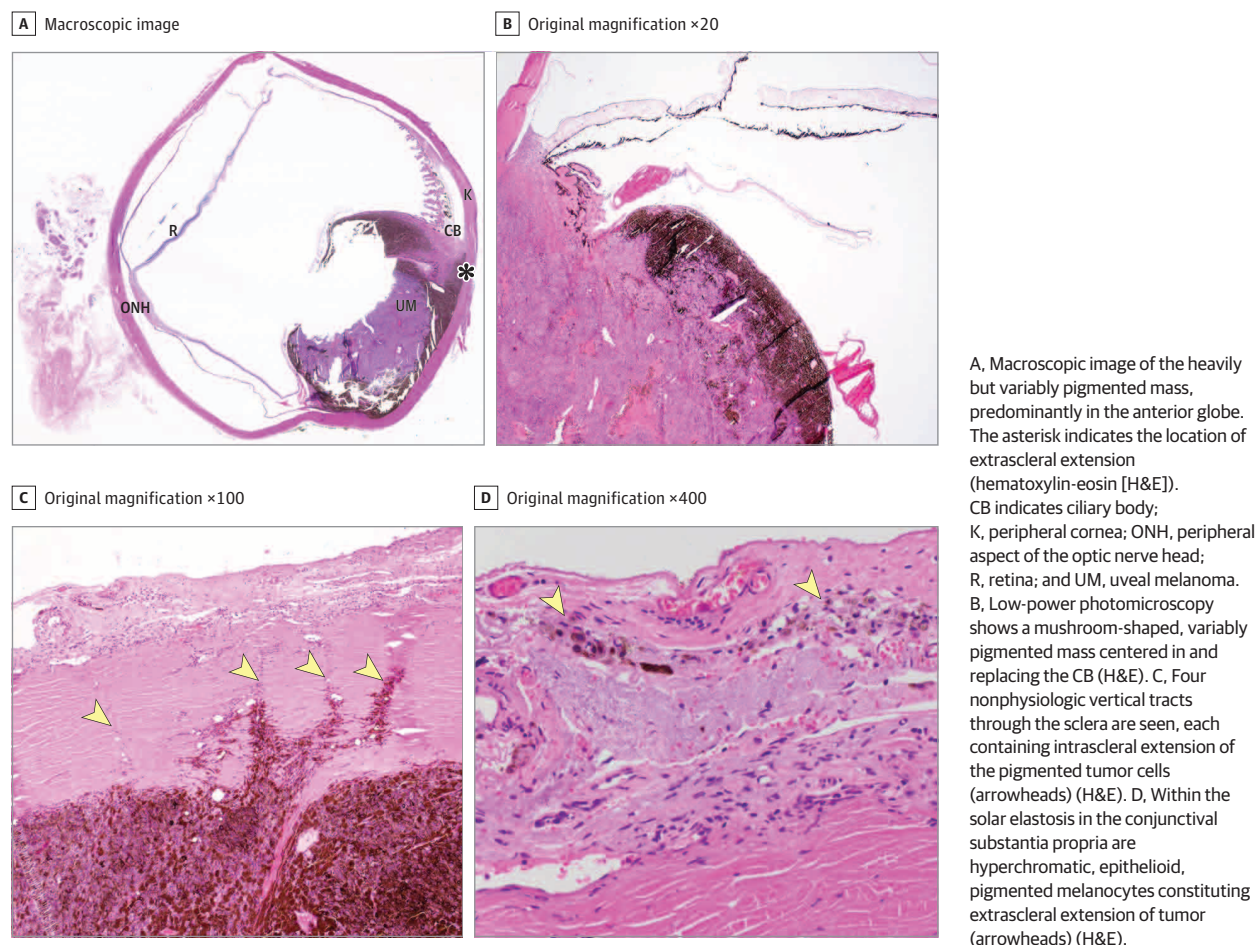 A Macroscopic image
B Original magnification ×20
K
CB
R
*
ONH
UM
C Original magnification ×100
D Original magnification ×400
A, Macroscopic image of the heavily
but variably pigmented mass,
predominantly in the anterior globe.
The asterisk indicates the location of
extrascleral extension
(hematoxylin-eosin [H&E]).
CB indicates ciliary body;
K, peripheral cornea; ONH, peripheral
aspect of the optic nerve head;
R, retina; and UM, uveal melanoma.
B, Low-power photomicroscopy
shows a mushroom-shaped, variably
pigmented mass centered in and
replacing the CB (H&E). C, Four
nonphysiologic vertical tracts
through the sclera are seen, each
containing intrascleral extension of
the pigmented tumor cells
(arrowheads) (H&E). D, Within the
solar elastosis in the conjunctival
substantia propria are
hyperchromatic, epithelioid,
pigmented melanocytes constituting
extrascleral extension of tumor
(arrowheads) (H&E).